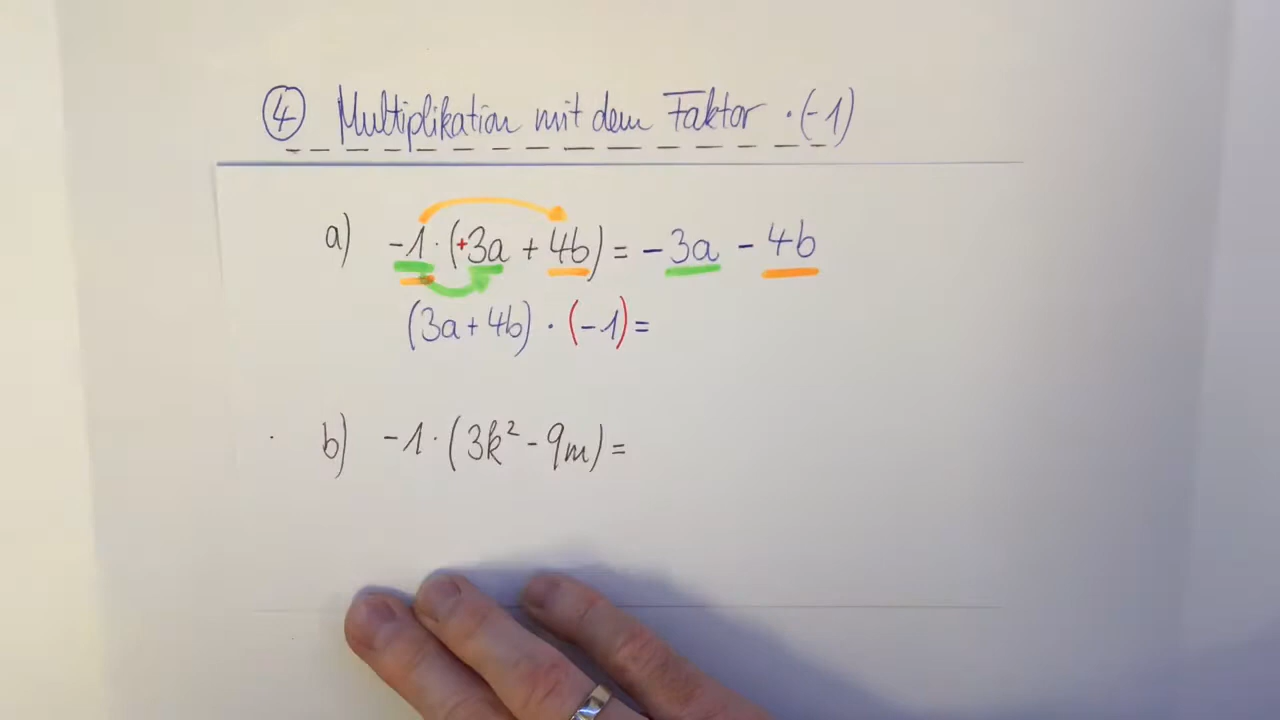 ④ Multiplikation mit dem Faktor ·(-1)
a) -1·(+3a + 4b) = -3a - 4b
(3a+4b) · (-1) =
b) -1·(3k² - 9m) =